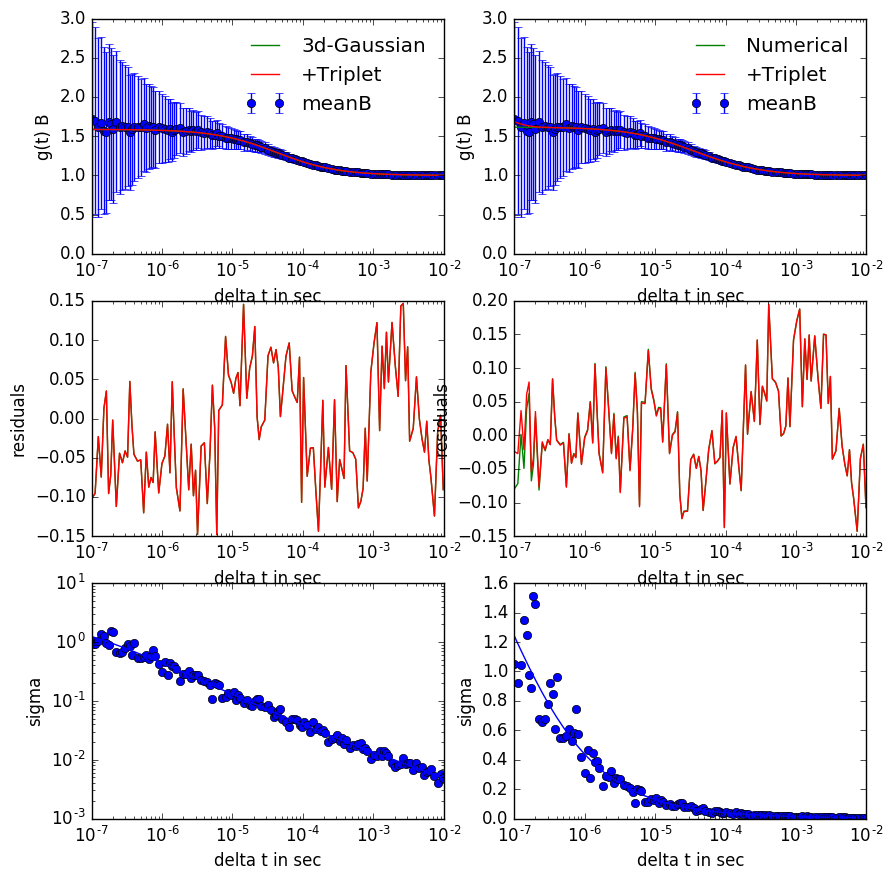 3.0
2.5
2.0
1.5
1.0
0.5
0.0
g(t) B
3d-Gaussian
+Triplet
meanB
10-7 10-6 10-5 10-4 10-3 10-2
delta t in sec
3.0
2.5
2.0
1.5
1.0
0.5
0.0
g(t) B
Numerical
+Triplet
meanB
10-7 10-6 10-5 10-4 10-3 10-2
delta t in sec
0.15
0.10
0.05
0.00
−0.05
−0.10
−0.15
residuals
10-7 10-6 10-5 10-4 10-3 10-2
delta t in sec
0.20
0.15
0.10
0.05
0.00
−0.05
−0.10
−0.15
residuals
10-7 10-6 10-5 10-4 10-3 10-2
delta t in sec
101
100
10-1
10-2
10-3
sigma
10-7 10-6 10-5 10-4 10-3 10-2
delta t in sec
1.6
1.4
1.2
1.0
0.8
0.6
0.4
0.2
0.0
sigma
10-7 10-6 10-5 10-4 10-3 10-2
delta t in sec